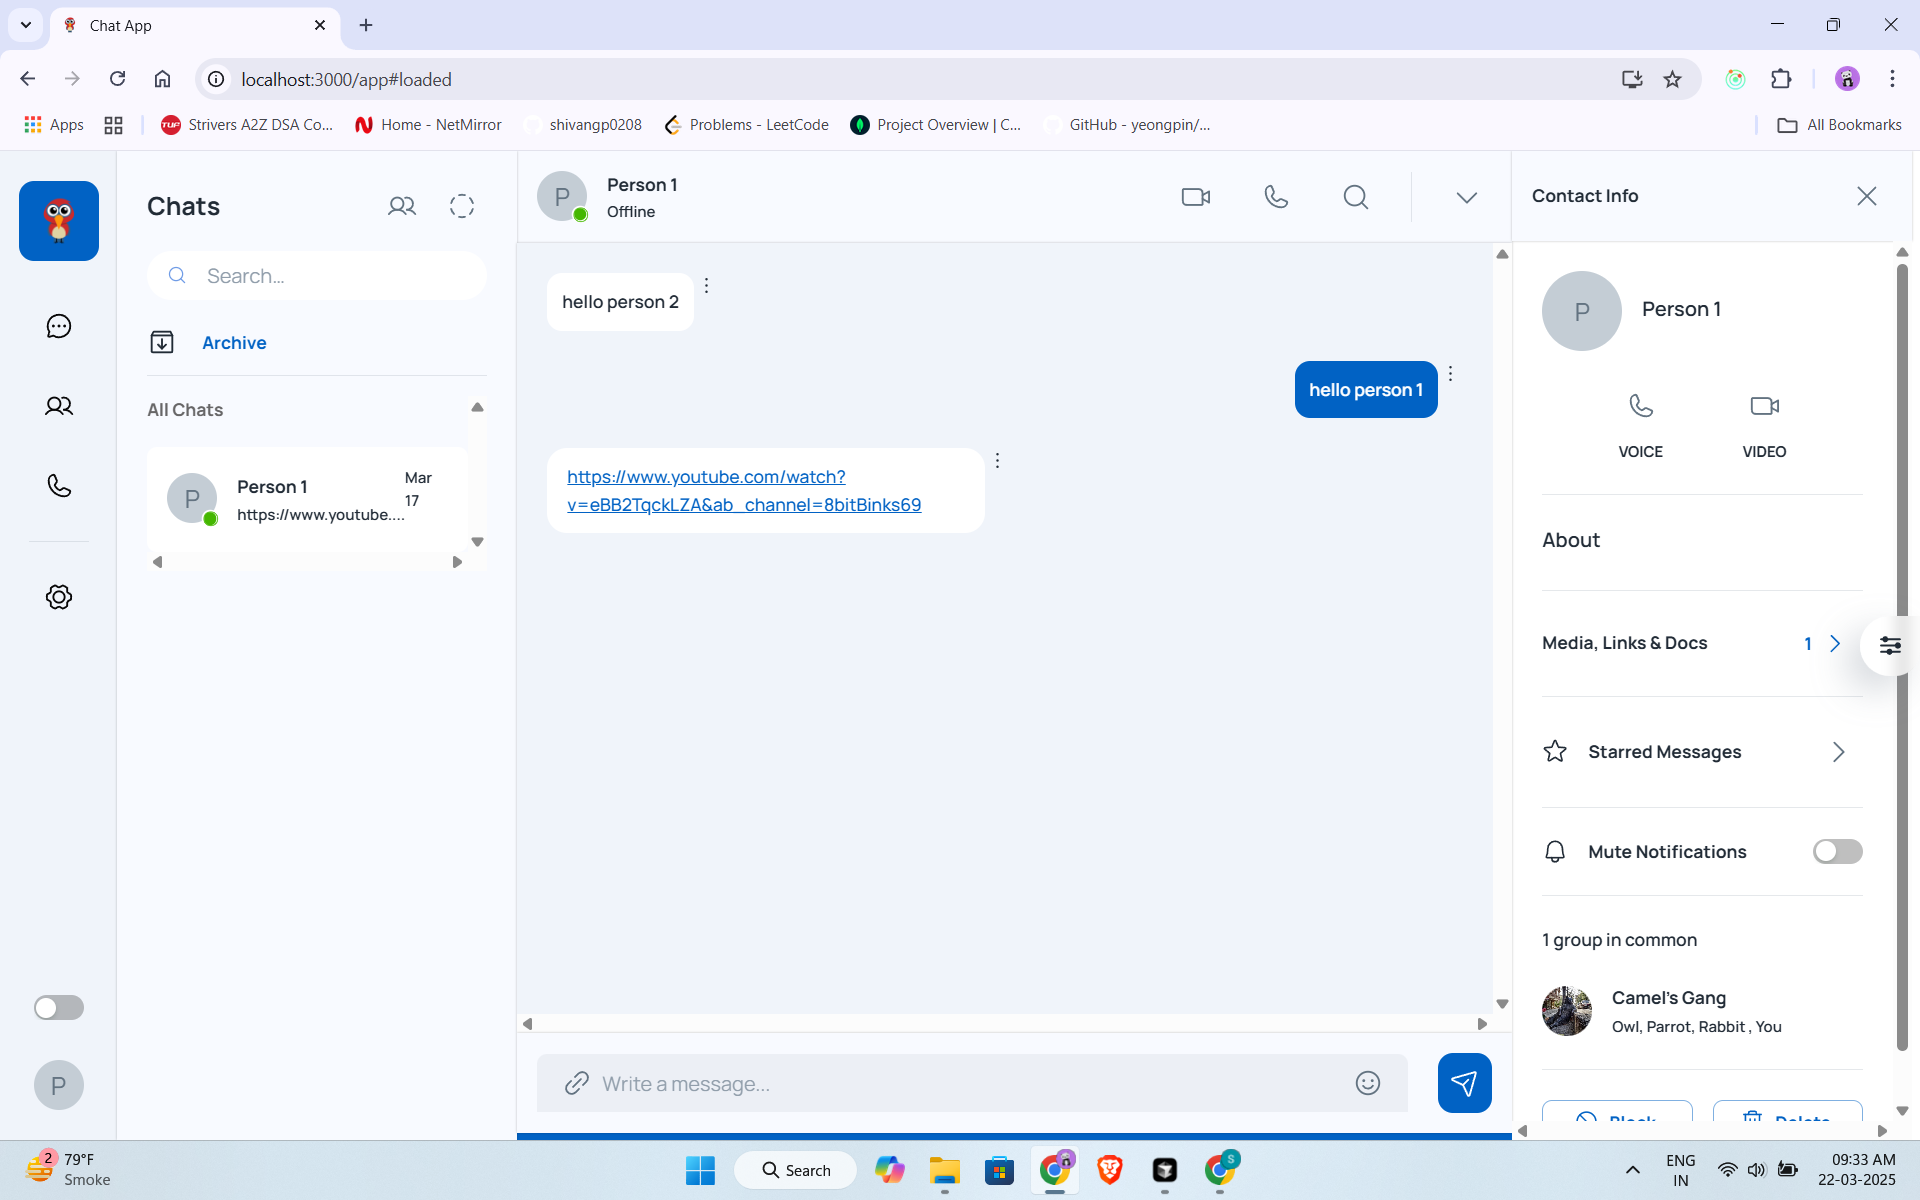 Chat App
localhost:3000/app#loaded
Apps
TUF Strivers A2Z DSA Co...
Home - NetMirror
shivangp0208
Problems - LeetCode
Project Overview | C...
GitHub - yeongpin/...
All Bookmarks
Chats
Search...
Archive
All Chats
P
Person 1
Mar
17
https://www.youtube....
P
P
Person 1
Offline
hello person 2
hello person 1
https://www.youtube.com/watch?
v=eBB2TqckLZA&ab_channel=8bitBinks69
Write a message...
Contact Info
P
Person 1
VOICE
VIDEO
About
Media, Links & Docs
1
Starred Messages
Mute Notifications
1 group in common
Camel's Gang
Owl, Parrot, Rabbit , You
Block
Delete
2
79°F
Smoke
Search
S
ENG
IN
09:33 AM
22-03-2025